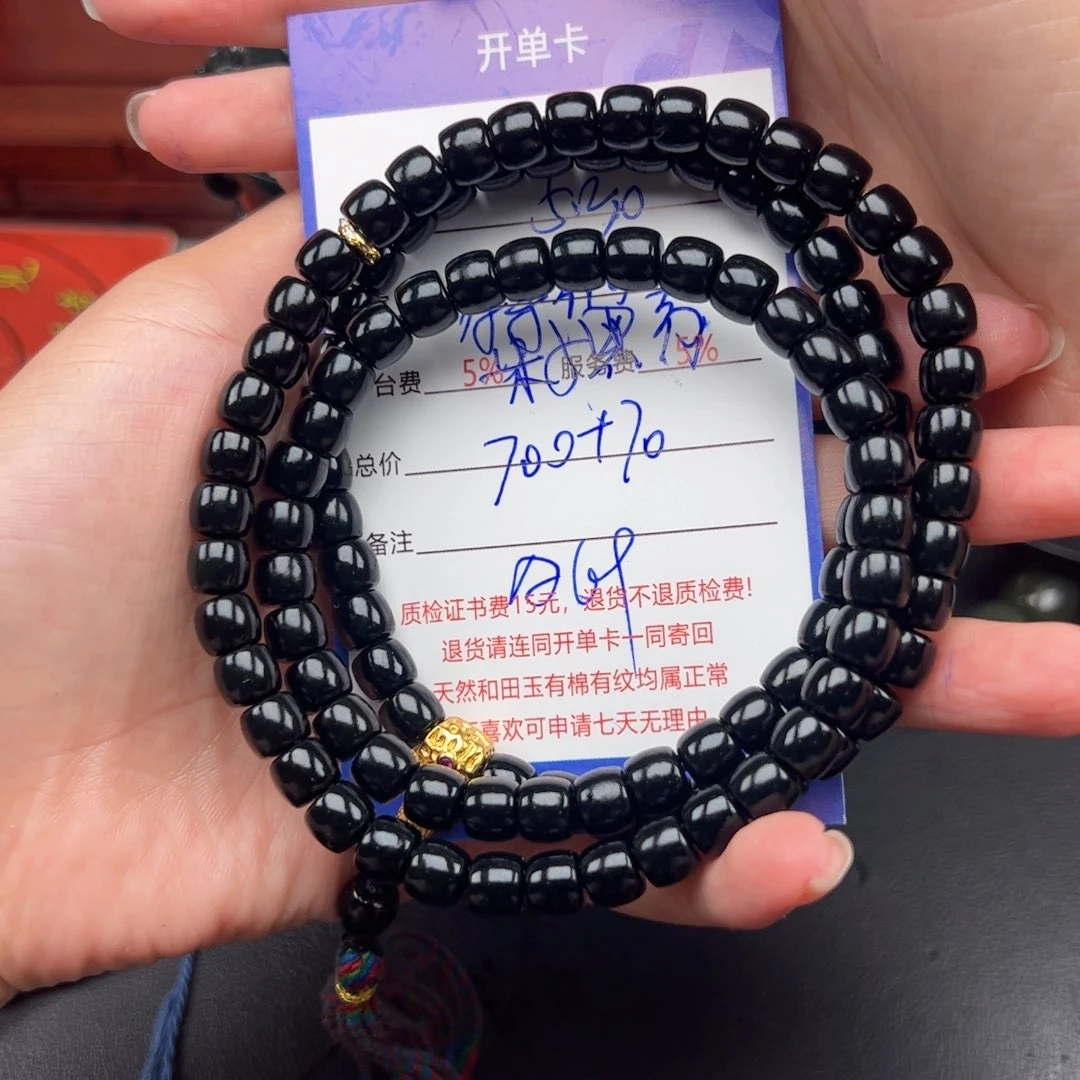 开单卡
5.20
台费 5% 服务费 5%
总价 700+70
备注
质检证书费15元，退货不退质检费！
退货请连同开单卡一同寄回
天然和田玉有棉有纹均属正常
喜欢可申请七天无理由